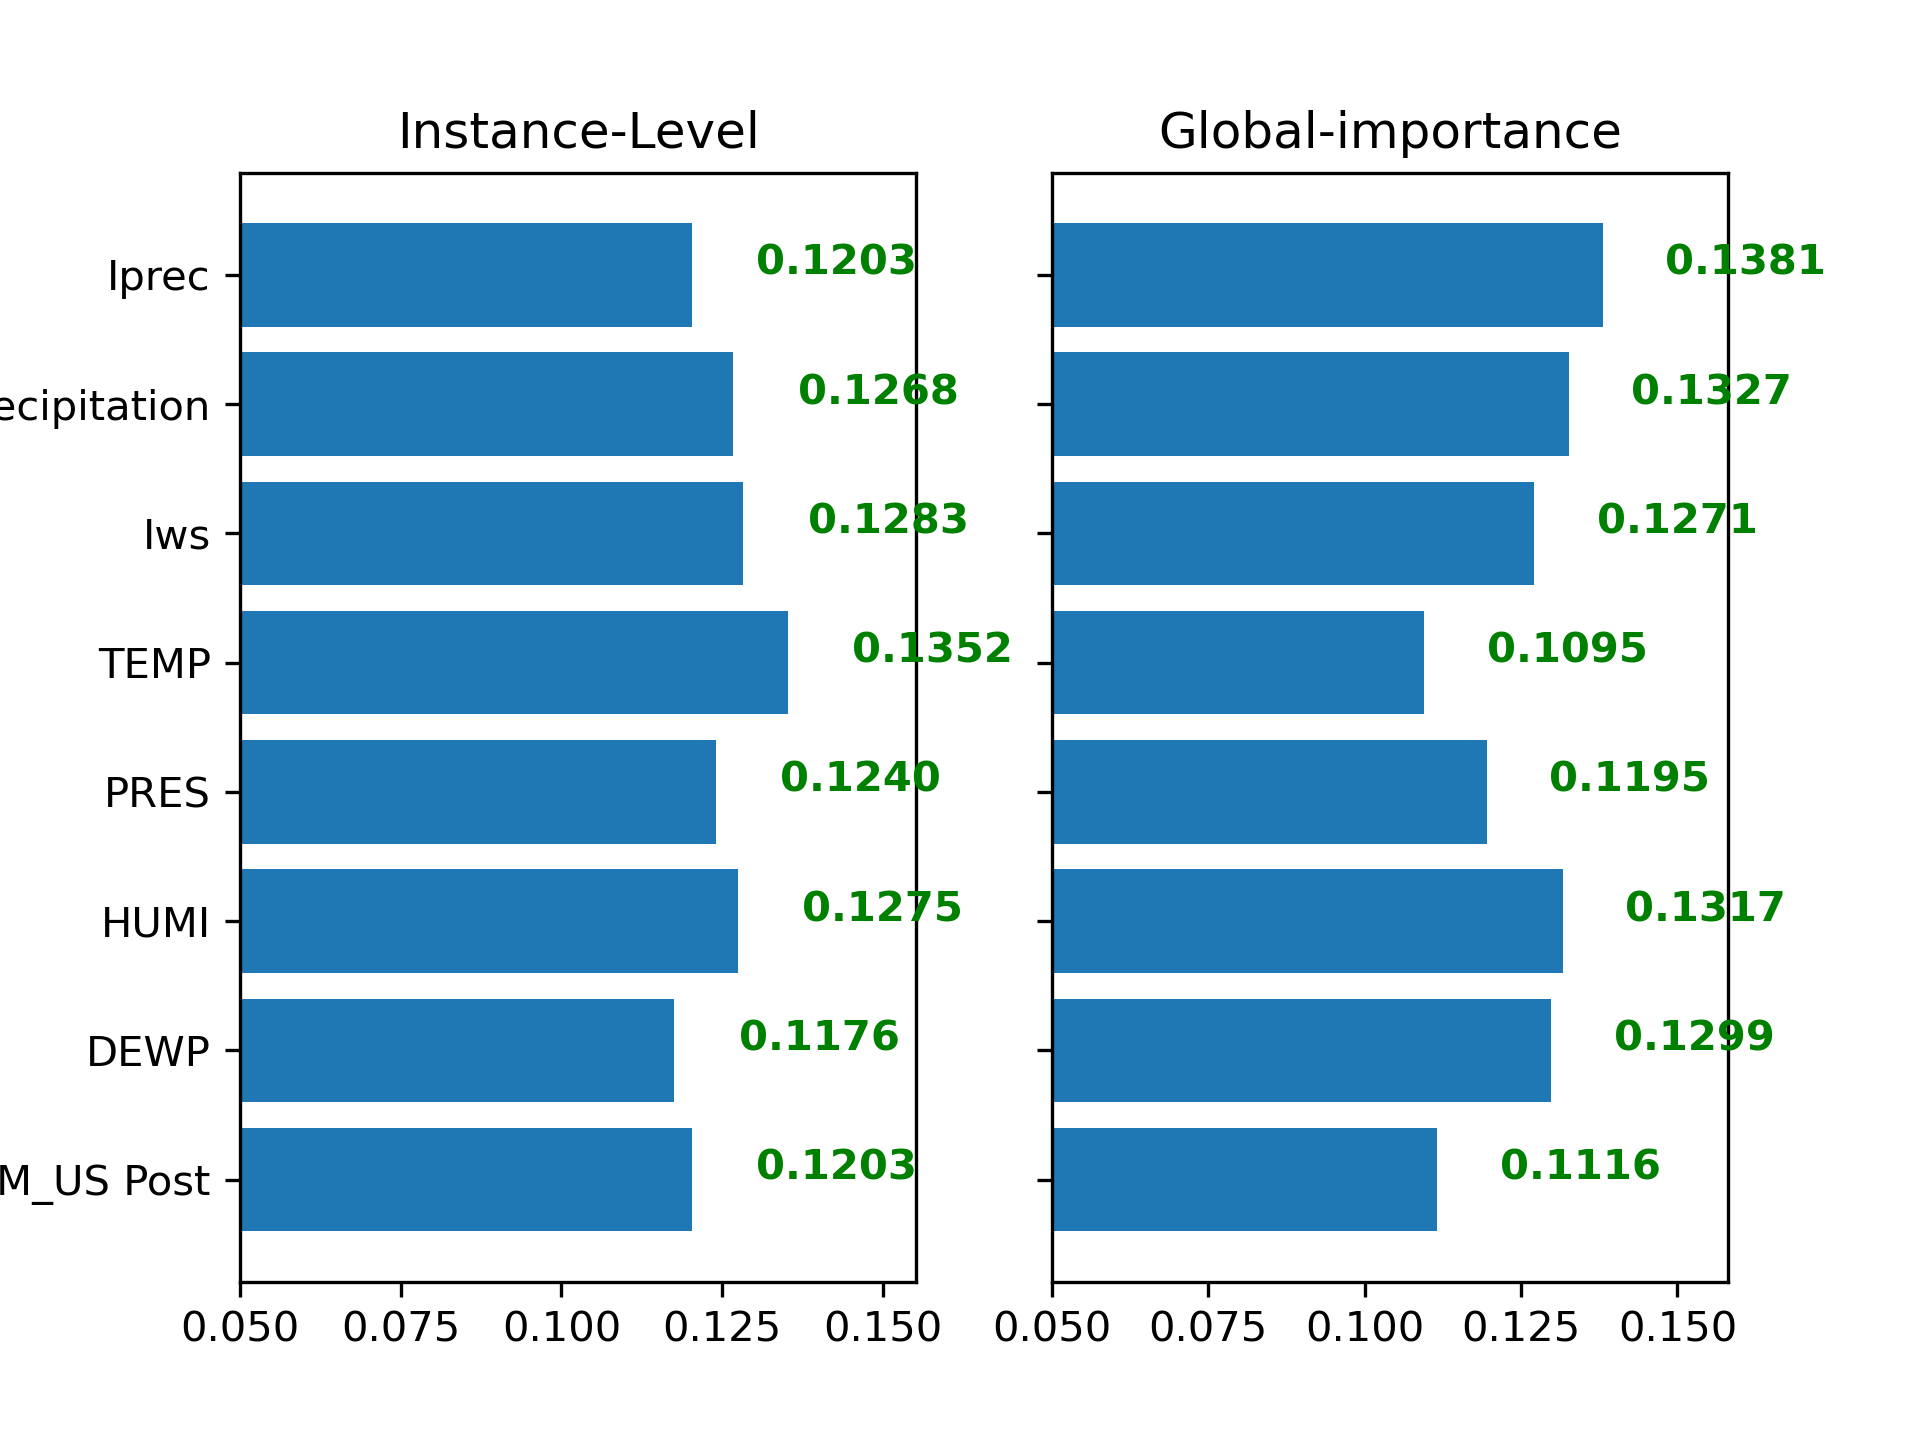 Instance-Level
Global-importance
Iprec
0.1203
0.1381
ecipitation
0.1268
0.1327
Iws
0.1283
0.1271
TEMP
0.1352
0.1095
PRES
0.1240
0.1195
HUMI
0.1275
0.1317
DEWP
0.1176
0.1299
M_US Post
0.1203
0.1116
0.050 0.075 0.100 0.125 0.150
0.050 0.075 0.100 0.125 0.150